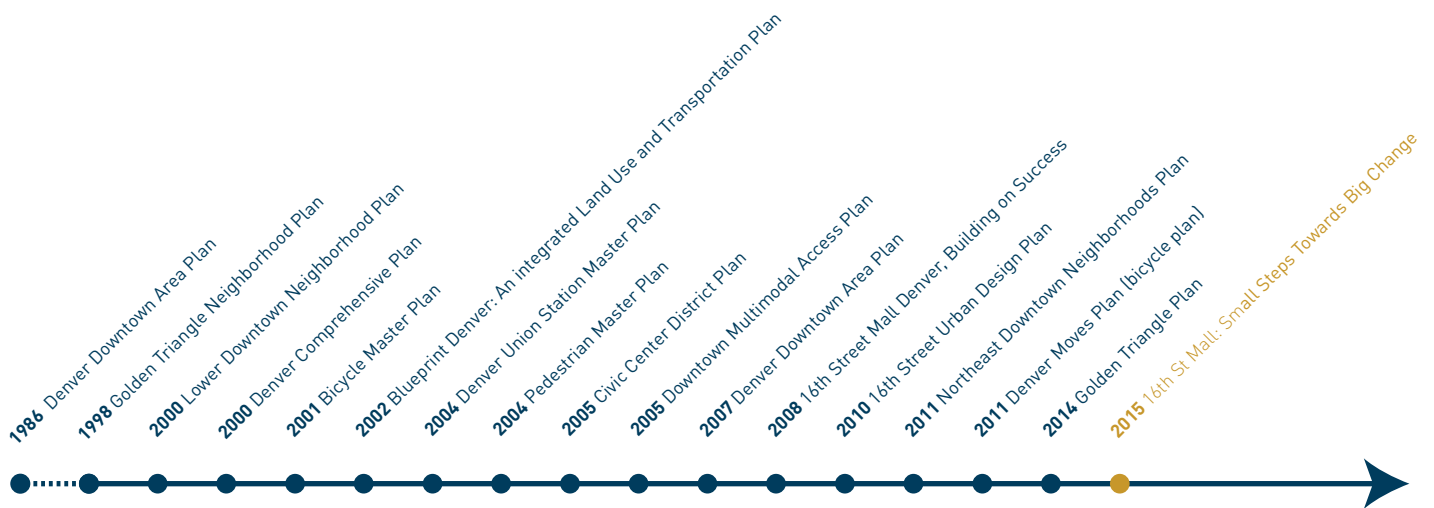 1986 Denver Downtown Area Plan
1998 Golden Triangle Neighborhood Plan
2000 Lower Downtown Neighborhood Plan
2000 Denver Comprehensive Plan
2001 Bicycle Master Plan
2002 Blueprint Denver: An integrated Land Use and Transportation Plan
2004 Denver Union Station Master Plan
2004 Pedestrian Master Plan
2005 Civic Center District Plan
2005 Downtown Multimodal Access Plan
2007 Denver Downtown Area Plan
2008 16th Street Mall Denver, Building on Success
2010 16th Street Urban Design Plan
2011 Northeast Downtown Neighborhoods Plan
2011 Denver Moves Plan (bicycle plan)
2014 Golden Triangle Plan
2015 16th St Mall: Small Steps Towards Big Change